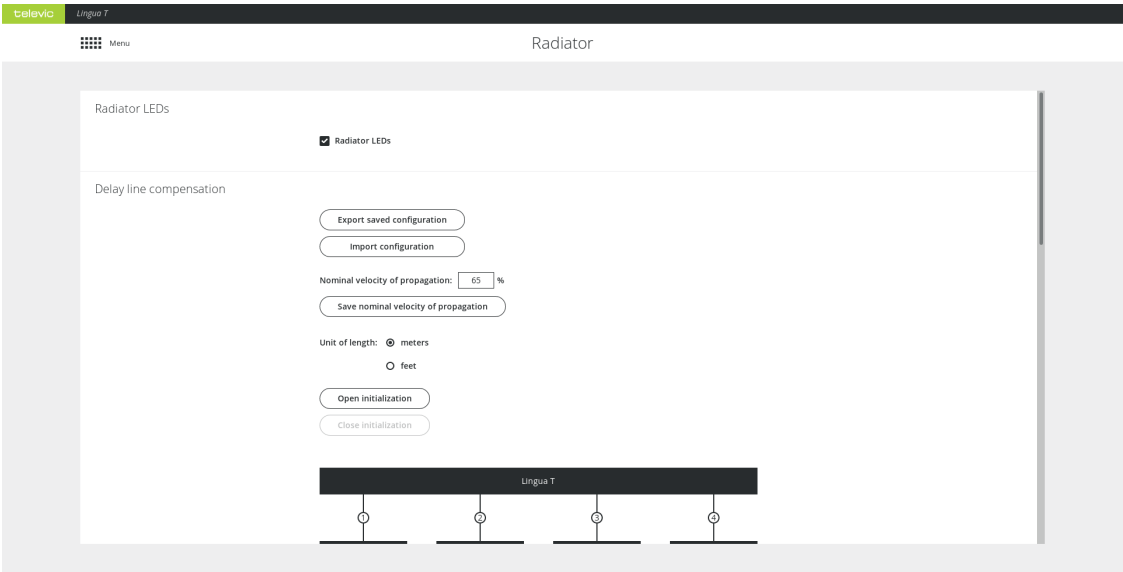 televic Lingua T
Menu Radiator
Radiator LEDs
Radiator LEDs
Delay line compensation
Export saved configuration
Import configuration
Nominal velocity of propagation: 65 %
Save nominal velocity of propagation
Unit of length: meters
feet
Open initialization
Close initialization
Lingua T
1 2 3 4